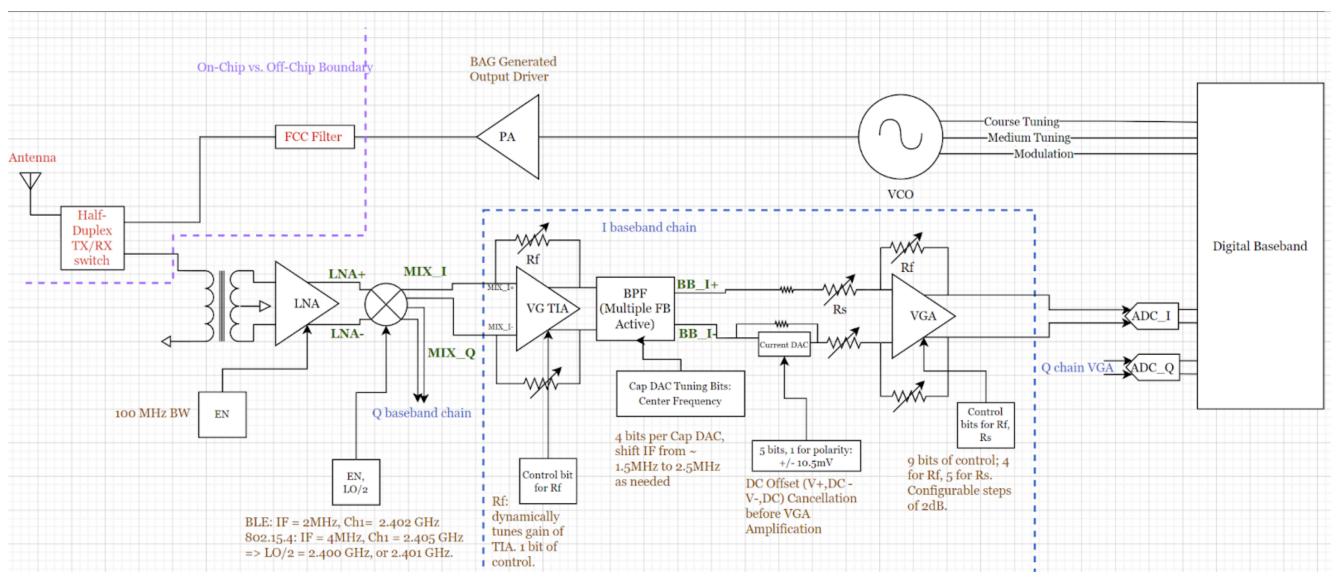 On-Chip vs. Off-Chip Boundary
BAG Generated
Output Driver
FCC Filter
PA
Course Tuning
Medium Tuning
Modulation
VCO
Antenna
Half-
Duplex
TX/RX
switch
I baseband chain
Digital Baseband
Rf
Rf
LNA+
MIX_I
LNA
LNA-
MIX_Q
MIX_I+
VG TIA
MIX_I-
BPF
(Multiple FB
Active)
BB_I+
BB_I-
Rs
Current DAC
VGA
ADC_I
Q chain VGA
ADC_Q
100 MHz BW
EN
Q baseband chain
EN,
LO/2
Control bit
for Rf
Cap DAC Tuning Bits:
Center Frequency
4 bits per Cap DAC,
shift IF from ~
1.5MHz to 2.5MHz
as needed
5 bits, 1 for polarity:
+/- 10.5mV
DC Offset (V+,DC -
V-,DC) Cancellation
before VGA
Amplification
Control
bits for Rf,
Rs
9 bits of control; 4
for Rf, 5 for Rs.
Configurable steps
of 2dB.
BLE: IF = 2MHz, Ch1= 2.402 GHz
802.15.4: IF = 4MHz, Ch1 = 2.405 GHz
=> LO/2 = 2.400 GHz, or 2.401 GHz.
Rf:
dynamically
tunes gain of
TIA. 1 bit of
control.